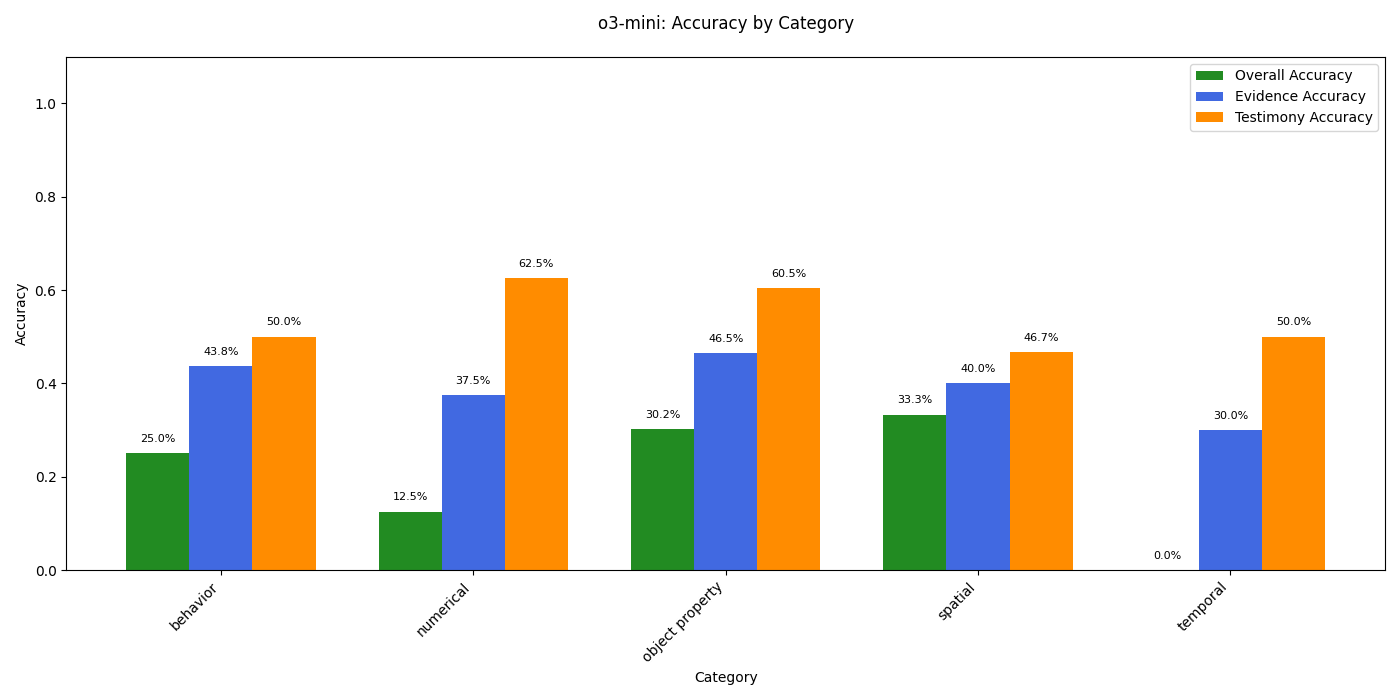 o3-mini: Accuracy by Category
Overall Accuracy
Evidence Accuracy
Testimony Accuracy
Accuracy
1.0
0.8
0.6
0.4
0.2
0.0
25.0%
43.8%
50.0%
12.5%
37.5%
62.5%
30.2%
46.5%
60.5%
33.3%
40.0%
46.7%
0.0%
30.0%
50.0%
behavior
numerical
object property
spatial
temporal
Category